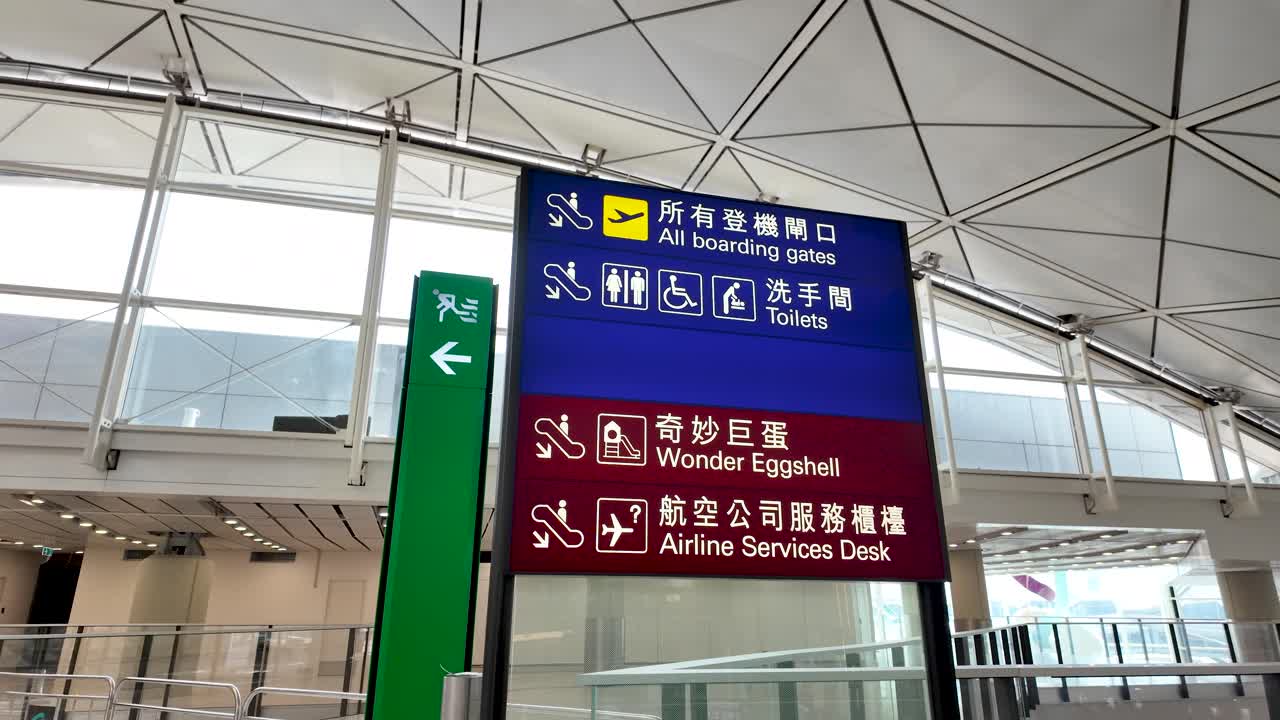 所有登機閘口
All boarding gates
洗手間
Toilets
奇妙巨蛋
Wonder Eggshell
航空公司服務櫃檯
Airline Services Desk